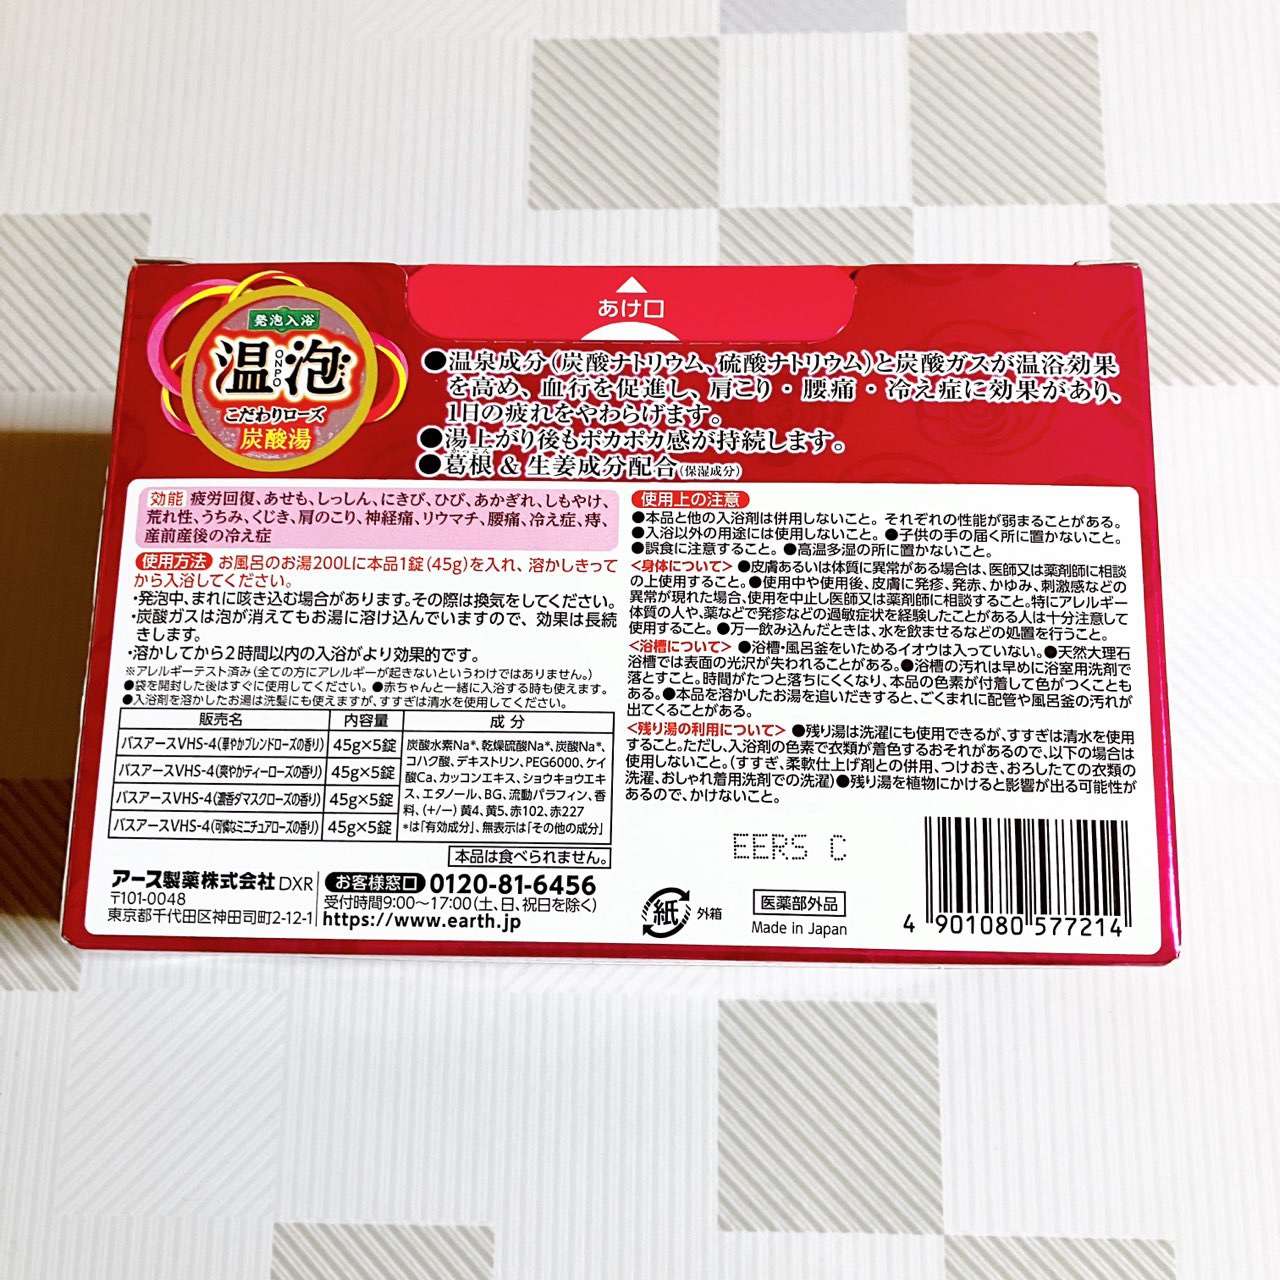 あけ口
発泡入浴
温泡
ONPO
こだわりローズ
炭酸湯
●温泉成分(炭酸ナトリウム、硫酸ナトリウム)と炭酸ガスが温浴効果
を高め、血行を促進し、肩こり・腰痛・冷え症に効果があり、
1日の疲れをやわらげます。
●湯上がり後もポカポカ感が持続します。
●葛根&生姜成分配合(保湿成分)
効能 疲労回復、あせも、しっしん、にきび、ひび、あかぎれ、しもやけ、
荒れ性、うちみ、くじき、肩のこり、神経痛、リウマチ、腰痛、冷え症、痔、
産前産後の冷え症
使用方法 お風呂のお湯200Lに本品1錠(45g)を入れ、溶かしきって
から入浴してください。
・発泡中、まれに咳き込む場合があります。その際は換気をしてください。
・炭酸ガスは泡が消えてもお湯に溶け込んでいますので、効果は長続
きします。
・溶かしてから2時間以内の入浴がより効果的です。
※アレルギーテスト済み(全ての方にアレルギーが起きないというわけではありません。)
●袋を開封した後はすぐに使用してください。●赤ちゃんと一緒に入浴する時も使えます。
●入浴剤を溶かしたお湯は洗髪にも使えますが、すすぎは清水を使用してください。
販売名 内容量 成分
バスアースVHS-4(華やかブレンドローズの香り) 45g×5錠
バスアースVHS-4(爽やかティーローズの香り) 45g×5錠
バスアースVHS-4(濃香ダマスクローズの香り) 45g×5錠
バスアースVHS-4(可憐なミニチュアローズの香り) 45g×5錠
炭酸水素Na*、乾燥硫酸Na*、炭酸Na*、
コハク酸、デキストリン、PEG6000、ケイ
酸Ca、カッコンエキス、ショウキョウエキ
ス、エタノール、BG、流動パラフィン、香
料、(+/−)黄4、黄5、赤102、赤227
*は「有効成分」、無表示は「その他の成分」
本品は食べられません。
アース製薬株式会社 DXR
〒101-0048
東京都千代田区神田司町2-12-1
お客様窓口 0120-81-6456
受付時間9:00〜17:00(土、日、祝日を除く)
https://www.earth.jp
使用上の注意
●本品と他の入浴剤は併用しないこと。それぞれの性能が弱まることがある。
●入浴以外の用途には使用しないこと。●子供の手の届く所に置かないこと。
●誤食に注意すること。●高温多湿の所に置かないこと。
<身体について>●皮膚あるいは体質に異常がある場合は、医師又は薬剤師に相談
の上使用すること。●使用中や使用後、皮膚に発疹、発赤、かゆみ、刺激感などの
異常が現れた場合、使用を中止し医師又は薬剤師に相談すること。特にアレルギー
体質の人や、薬などで発疹などの過敏症状を経験したことがある人は十分注意して
使用すること。●万一飲み込んだときは、水を飲ませるなどの処置を行うこと。
<浴槽について>●浴槽・風呂釜をいためるイオウは入っていない。●天然大理石
浴槽では表面の光沢が失われることがある。●浴槽の汚れは早めに浴室用洗剤で
落とすこと。時間がたつと落ちにくくなり、本品の色素が付着して色がつくことも
ある。●本品を溶かしたお湯を追いだきすると、ごくまれに配管や風呂釜の汚れが
出てくることがある。
<残り湯の利用について>●残り湯は洗濯にも使用できるが、すすぎは清水を使用
すること。ただし、入浴剤の色素で衣類が着色するおそれがあるので、以下の場合は
使用しないこと。(すすぎ、柔軟仕上げ剤との併用、つけおき、おろしたての衣類の
洗濯、おしゃれ着用洗剤での洗濯)●残り湯を植物にかけると影響が出る可能性が
あるので、かけないこと。
EERS C
紙 外箱
医薬部外品
Made in Japan
4 901080 577214